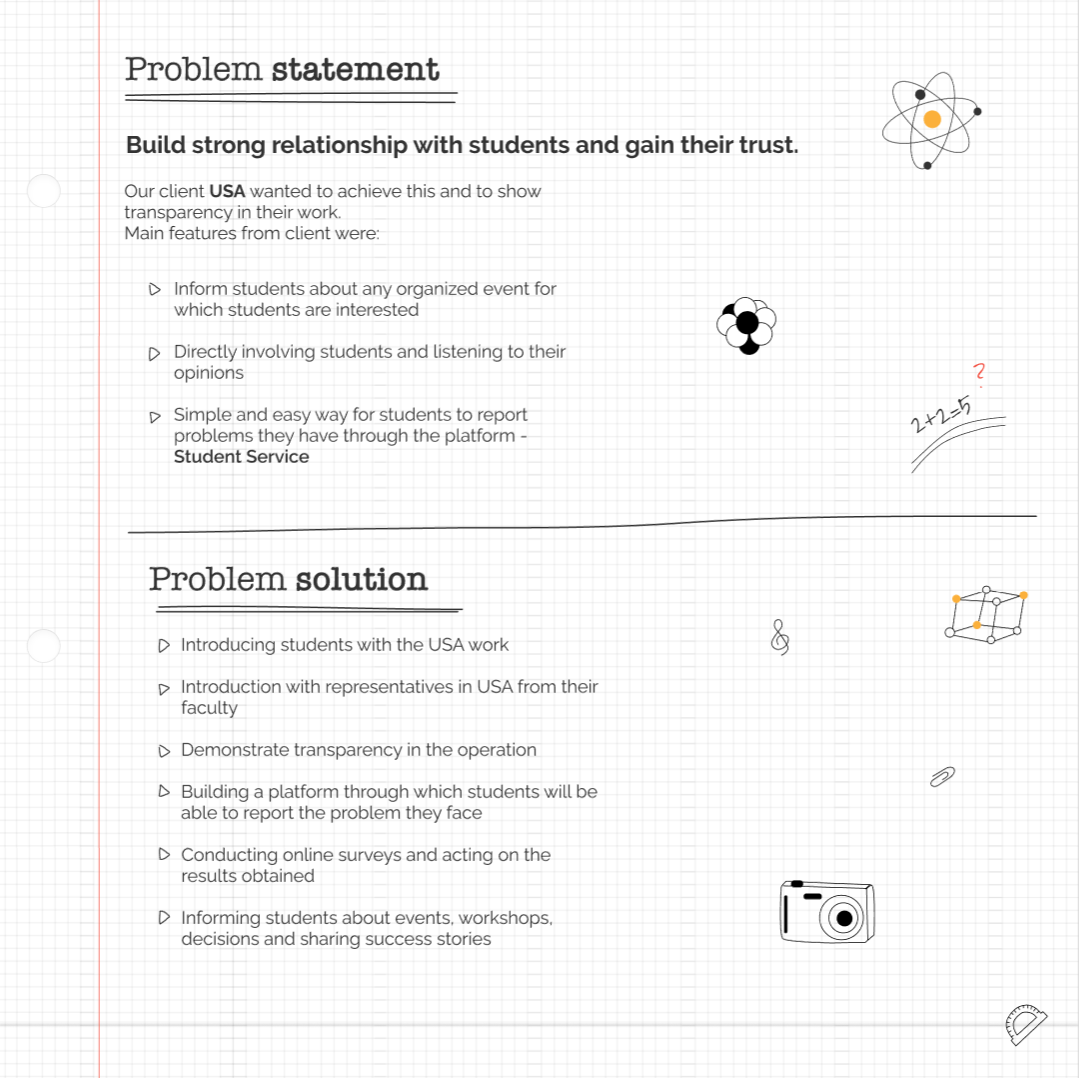 Problem statement
Build strong relationship with students and gain their trust.
Our client USA wanted to achieve this and to show
transparency in their work.
Main features from client were:
Inform students about any organized event for
which students are interested
Directly involving students and listening to their
opinions
?
2+2=5
Simple and easy way for students to report
problems they have through the platform -
Student Service
Problem solution
Introducing students with the USA work
Introduction with representatives in USA from their
faculty
Demonstrate transparency in the operation
Building a platform through which students will be
able to report the problem they face
Conducting online surveys and acting on the
results obtained
Informing students about events, workshops,
decisions and sharing success stories